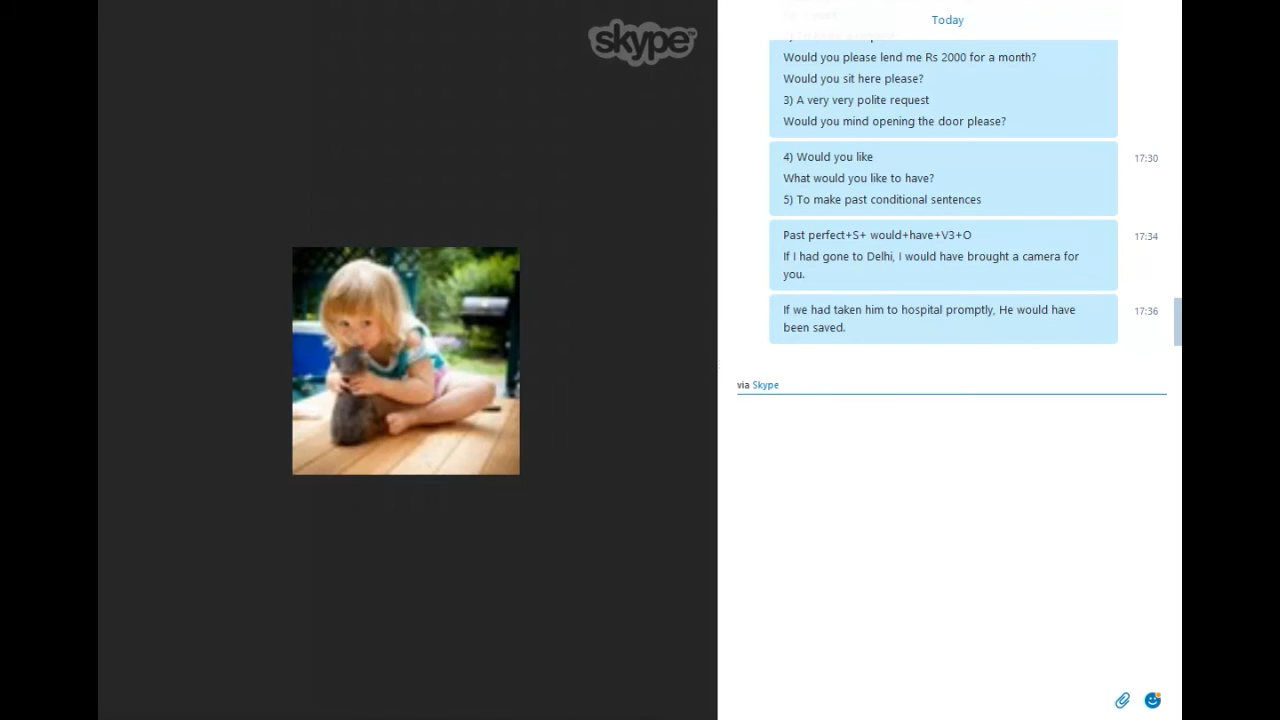 skype™
Today
Would you please lend me Rs 2000 for a month?
Would you sit here please?
3) A very very polite request
Would you mind opening the door please?
4) Would you like
17:30
What would you like to have?
5) To make past conditional sentences
Past perfect+S+ would+have+V3+O
17:34
If I had gone to Delhi, I would have brought a camera for
you.
If we had taken him to hospital promptly, He would have
17:36
been saved.
via Skype